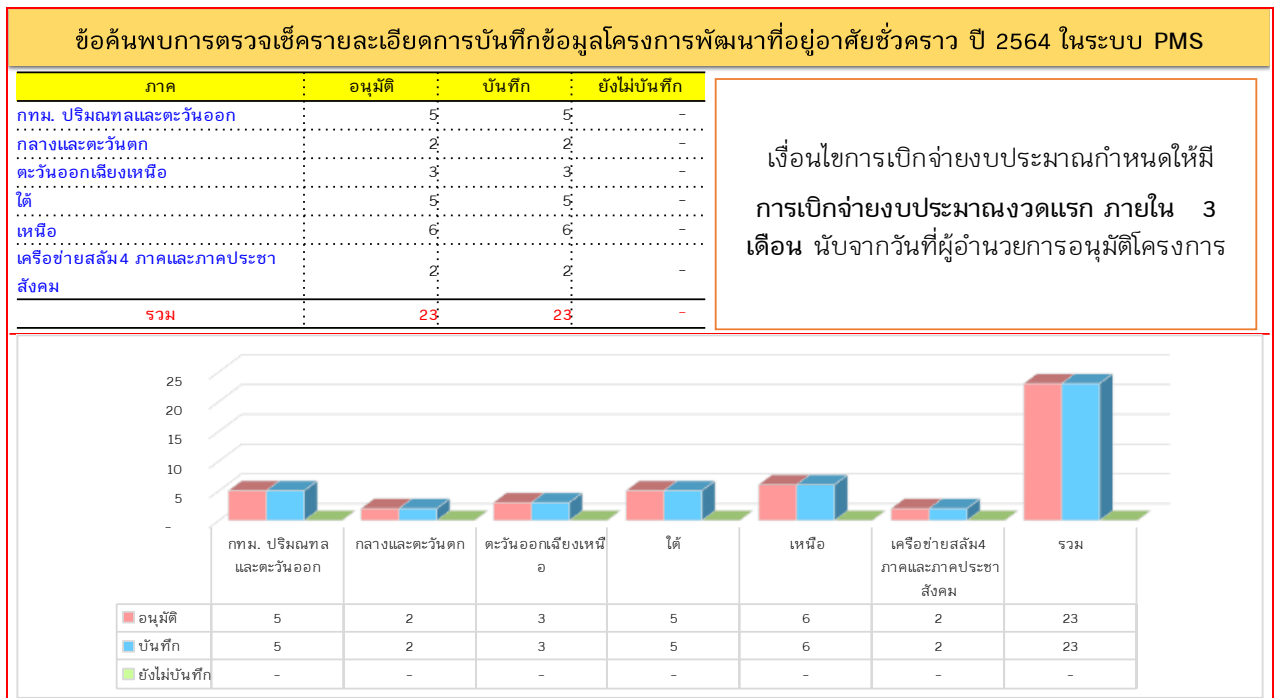 ข้อค้นพบการตรวจเช็ครายละเอียดการบันทึกข้อมูลโครงการพัฒนาที่อยู่อาศัยชั่วคราว ปี 2564 ในระบบ PMS
ภาค อนุมัติ บันทึก ยังไม่บันทึก
กทม. ปริมณฑลและตะวันออก 5 5 -
กลางและตะวันตก 2 2 -
ตะวันออกเฉียงเหนือ 3 3 -
ใต้ 5 5 -
เหนือ 6 6 -
เครือข่ายสลัม4 ภาคและภาคประชา
สังคม 2 2 -
รวม 23 23 -
เงื่อนไขการเบิกจ่ายงบประมาณกำหนดให้มี
การเบิกจ่ายงบประมาณงวดแรก ภายใน 3
เดือน นับจากวันที่ผู้อำนวยการอนุมัติโครงการ
25
20
15
10
5
-
กทม. ปริมณฑล กลางและตะวันตก ตะวันออกเฉียงเหนื ใต้ เหนือ เครือข่ายสลัม4 รวม
และตะวันออก อ ภาคและภาคประชา
สังคม
อนุมัติ 5 2 3 5 6 2 23
บันทึก 5 2 3 5 6 2 23
ยังไม่บันทึก - - - - - - -